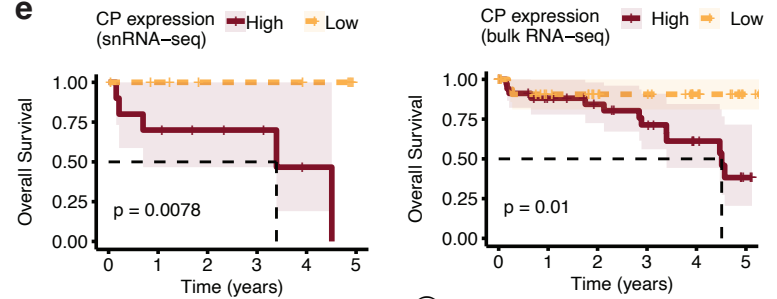 e
CP expression
(snRNA–seq)
High
Low
Overall Survival
1.00
0.75
0.50
0.25
0.00
p = 0.0078
0 1 2 3 4 5
Time (years)
CP expression
(bulk RNA–seq)
High
Low
Overall Survival
1.00
0.75
0.50
0.25
0.00
p = 0.01
0 1 2 3 4 5
Time (years)